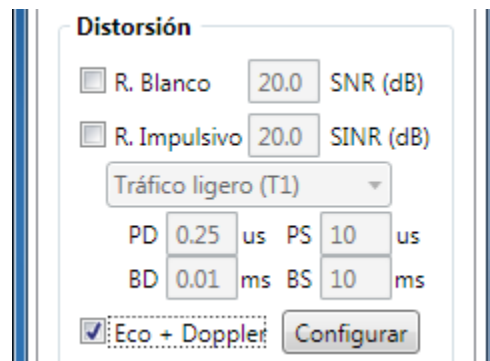 Distorsión
R. Blanco 20.0 SNR (dB)
R. Impulsivo 20.0 SINR (dB)
Tráfico ligero (T1)
PD 0.25 us PS 10 us
BD 0.01 ms BS 10 ms
Eco + Doppler Configurar